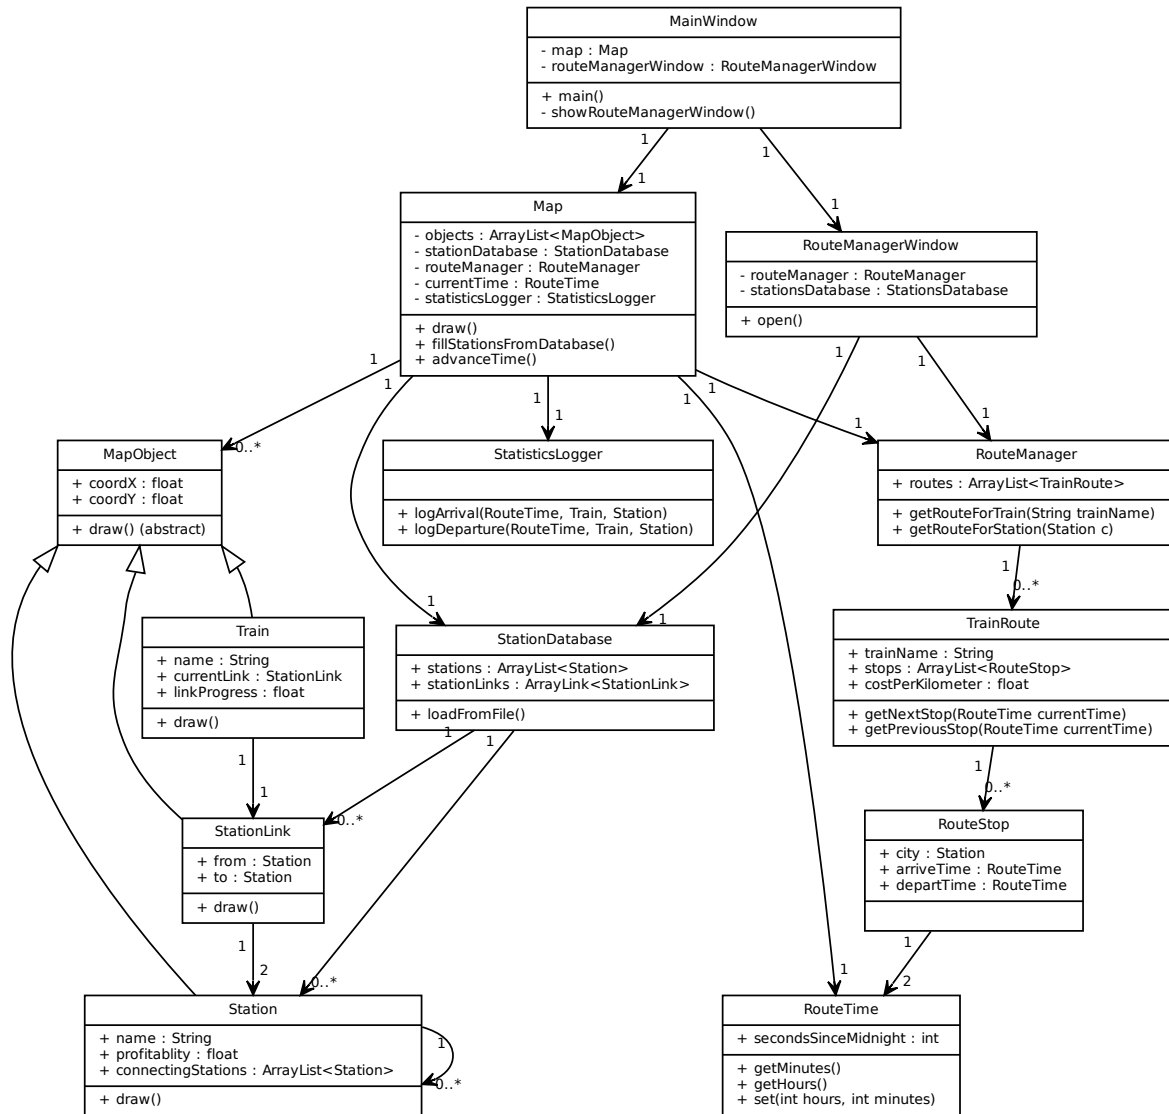 MainWindow
- map : Map
- routeManagerWindow : RouteManagerWindow
+ main()
- showRouteManagerWindow()
1
1
1
1
Map
- objects : ArrayList<MapObject>
- stationDatabase : StationDatabase
- routeManager : RouteManager
- currentTime : RouteTime
- statisticsLogger : StatisticsLogger
+ draw()
+ fillStationsFromDatabase()
+ advanceTime()
RouteManagerWindow
- routeManager : RouteManager
- stationsDatabase : StationsDatabase
+ open()
1
1
1
1
1
1
1
0..*
1
1
1
MapObject
+ coordX : float
+ coordY : float
+ draw() (abstract)
StatisticsLogger
+ logArrival(RouteTime, Train, Station)
+ logDeparture(RouteTime, Train, Station)
RouteManager
+ routes : ArrayList<TrainRoute>
+ getRouteForTrain(String trainName)
+ getRouteForStation(Station c)
1
0..*
1
1
Train
+ name : String
+ currentLink : StationLink
+ linkProgress : float
+ draw()
StationDatabase
+ stations : ArrayList<Station>
+ stationLinks : ArrayLink<StationLink>
+ loadFromFile()
TrainRoute
+ trainName : String
+ stops : ArrayList<RouteStop>
+ costPerKilometer : float
+ getNextStop(RouteTime currentTime)
+ getPreviousStop(RouteTime currentTime)
1
1
1
1
0..*
1
0..*
StationLink
+ from : Station
+ to : Station
+ draw()
RouteStop
+ city : Station
+ arriveTime : RouteTime
+ departTime : RouteTime
1
2
0..*
1
1
2
Station
+ name : String
+ profitablity : float
+ connectingStations : ArrayList<Station>
+ draw()
1
0..*
RouteTime
+ secondsSinceMidnight : int
+ getMinutes()
+ getHours()
+ set(int hours, int minutes)